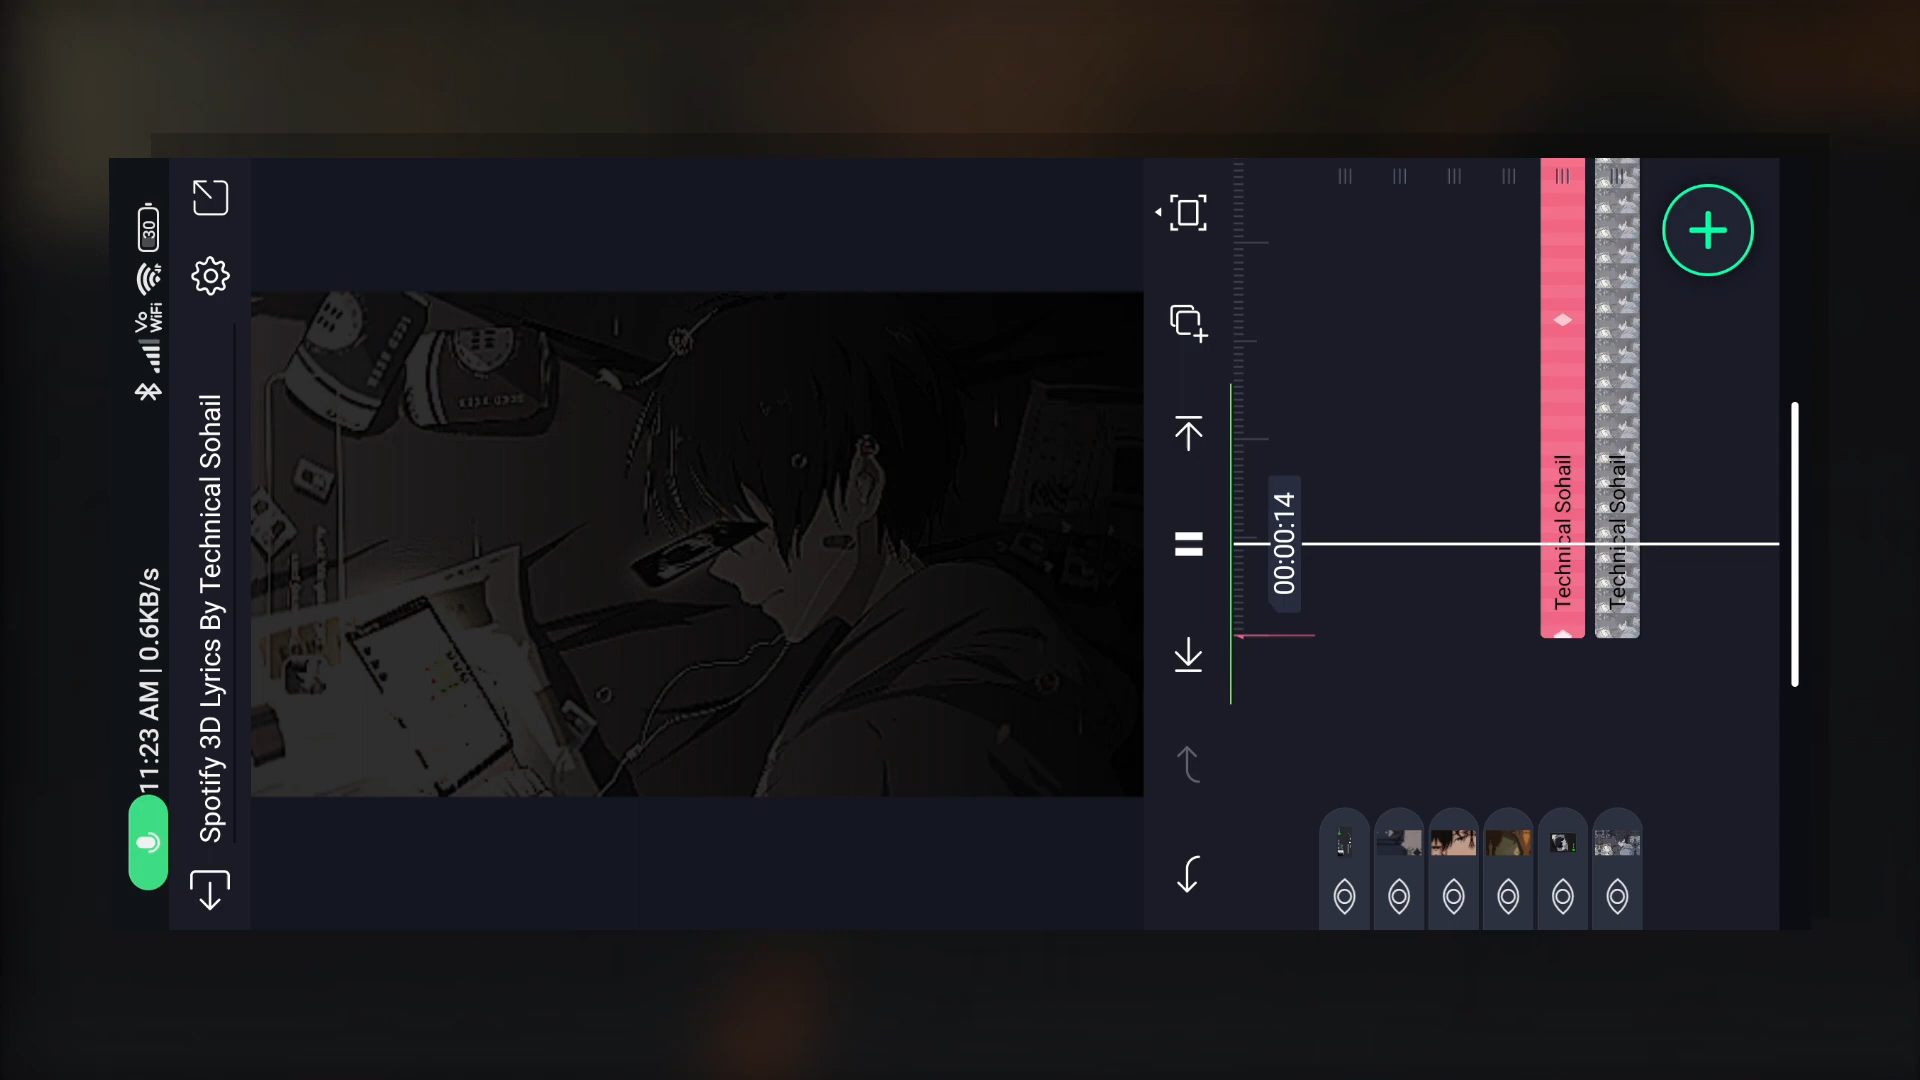 11:23 AM | 0.6KB/s
Vo
WiFi
30
Spotify 3D Lyrics By Technical Sohail
00:00:14
Technical Sohail
Technical Sohail